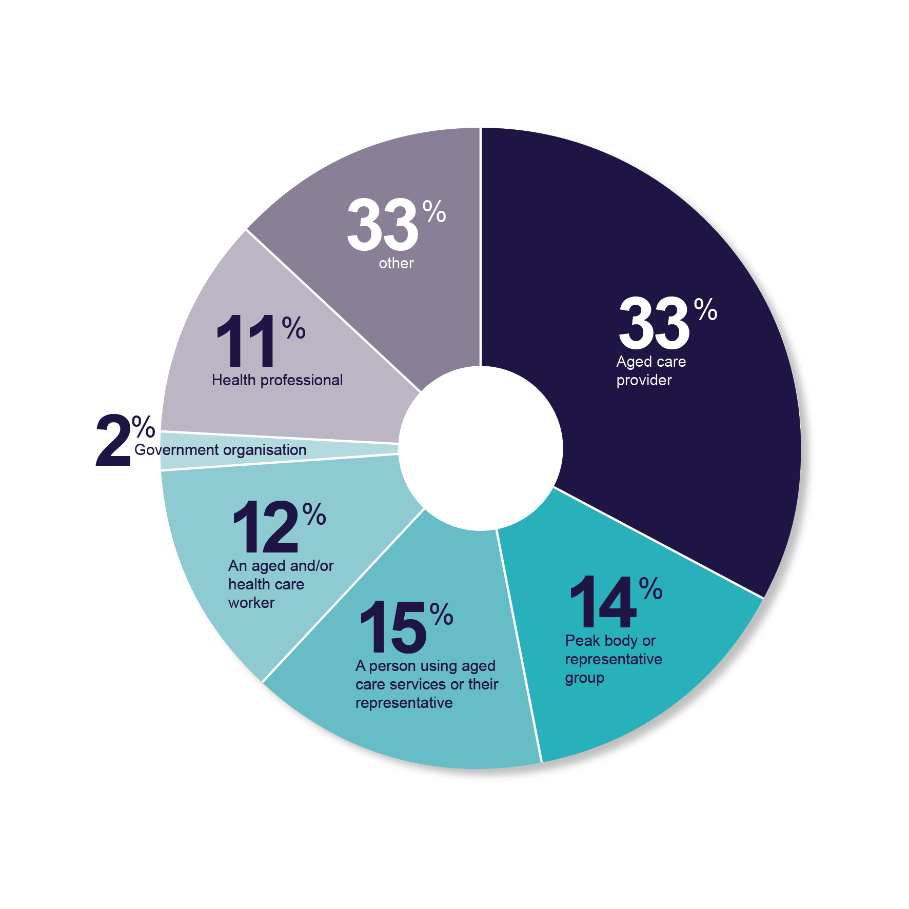 33%
other
33%
Aged care
provider
11%
Health professional
2%
Government organisation
12%
An aged and/or
health care
worker
14%
Peak body or
representative
group
15%
A person using aged
care services or their
representative